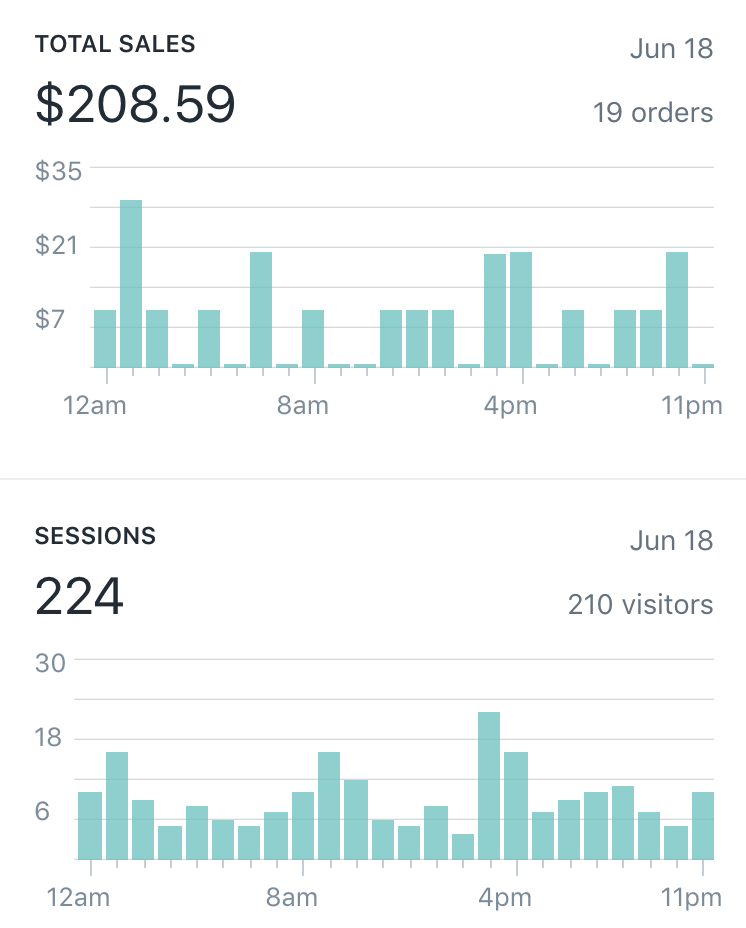 TOTAL SALES
Jun 18
$208.59
19 orders
$35
$21
$7
12am 8am 4pm 11pm
SESSIONS
Jun 18
224
210 visitors
30
18
6
12am 8am 4pm 11pm